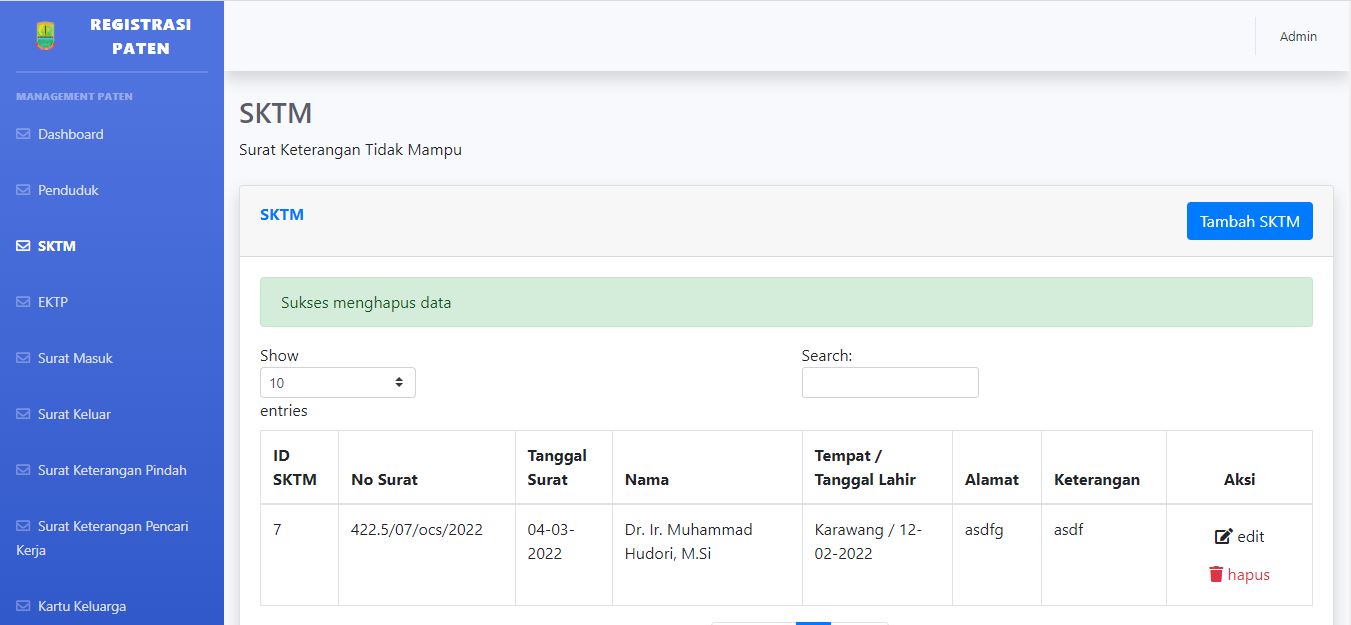 REGISTRASI
PATEN
Admin
MANAGEMENT PATEN
Dashboard
Penduduk
SKTM
EKTP
Surat Masuk
Surat Keluar
Surat Keterangan Pindah
Surat Keterangan Pencari
Kerja
Kartu Keluarga
SKTM
Surat Keterangan Tidak Mampu
SKTM
Tambah SKTM
Sukses menghapus data
Show
10
entries
Search:
ID
SKTM
No Surat
Tanggal
Surat
Nama
Tempat /
Tanggal Lahir
Alamat
Keterangan
Aksi
7
422.5/07/ocs/2022
04-03-
2022
Dr. Ir. Muhammad
Hudori, M.Si
Karawang / 12-
02-2022
asdfg
asdf
edit
hapus